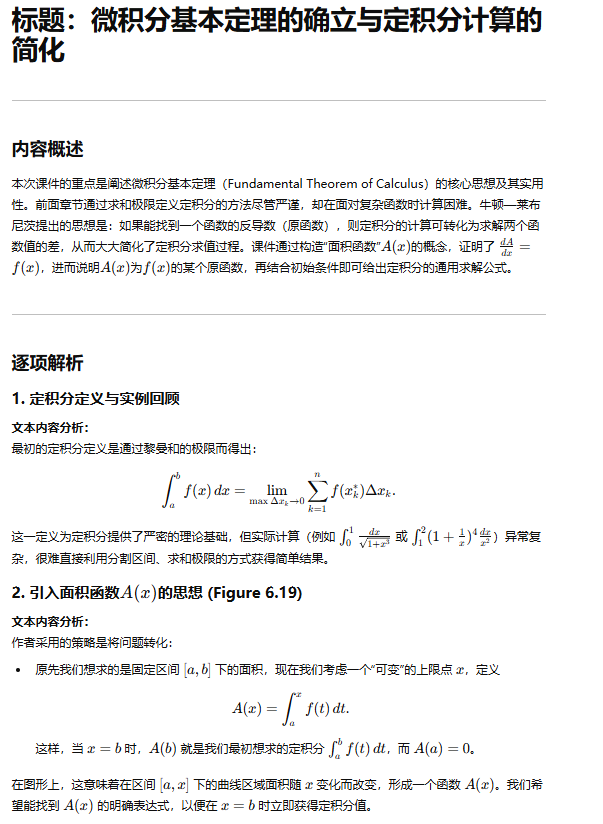 标题：微积分基本定理的确立与定积分计算的
简化
内容概述
本次课件的重点是阐述微积分基本定理（Fundamental Theorem of Calculus）的核心思想及其实用
性。前面章节通过求和极限定义定积分的方法尽管严谨，却在面对复杂函数时计算困难。牛顿—莱布
尼茨提出的思想是：如果能找到一个函数的反导数（原函数），则定积分的计算可转化为求解两个函
数值的差，从而大大简化了定积分求值过程。课件通过构造“面积函数”$A(x)$的概念，证明了 $\frac{dA}{dx} =$
$f(x)$，进而说明$A(x)$为$f(x)$的某个原函数，再结合初始条件即可给出定积分的通用求解公式。
逐项解析
1. 定积分定义与实例回顾
文本内容分析：
最初的定积分定义是通过黎曼和的极限而得出：
$\int_a^b f(x)\,dx = \lim_{\max \Delta x_k \to 0} \sum_{k=1}^{n} f(x_k^*) \Delta x_k.$
这一定义为定积分提供了严密的理论基础，但实际计算（例如 $\int_0^1 \frac{dx}{\sqrt{1+x^3}}$ 或 $\int_1^2 (1+\frac{1}{x})^4 \frac{dx}{x^2}$）异常复
杂，很难直接利用分割区间、求和极限的方式获得简单结果。
2. 引入面积函数$A(x)$的思想 (Figure 6.19)
文本内容分析：
作者采用的策略是将问题转化：
• 原先我们想求的是固定区间 $[a, b]$ 下的面积，现在我们考虑一个“可变”的上限点 $x$，定义
$A(x) = \int_a^x f(t)\,dt.$
这样，当 $x = b$ 时，$A(b)$ 就是我们最初想求的定积分 $\int_a^b f(t)\,dt$，而 $A(a) = 0$。
在图形上，这意味着在区间 $[a, x]$ 下的曲线区域面积随 $x$ 变化而改变，形成一个函数 $A(x)$。我们希
望能找到 $A(x)$ 的明确表达式，以便在 $x = b$ 时立即获得定积分值。